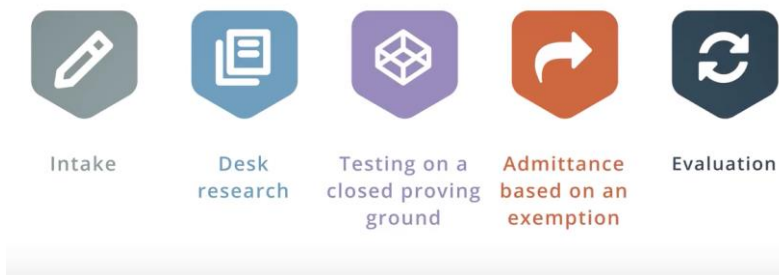 Intake
Desk
research
Testing on a
closed proving
ground
Admittance
based on an
exemption
Evaluation